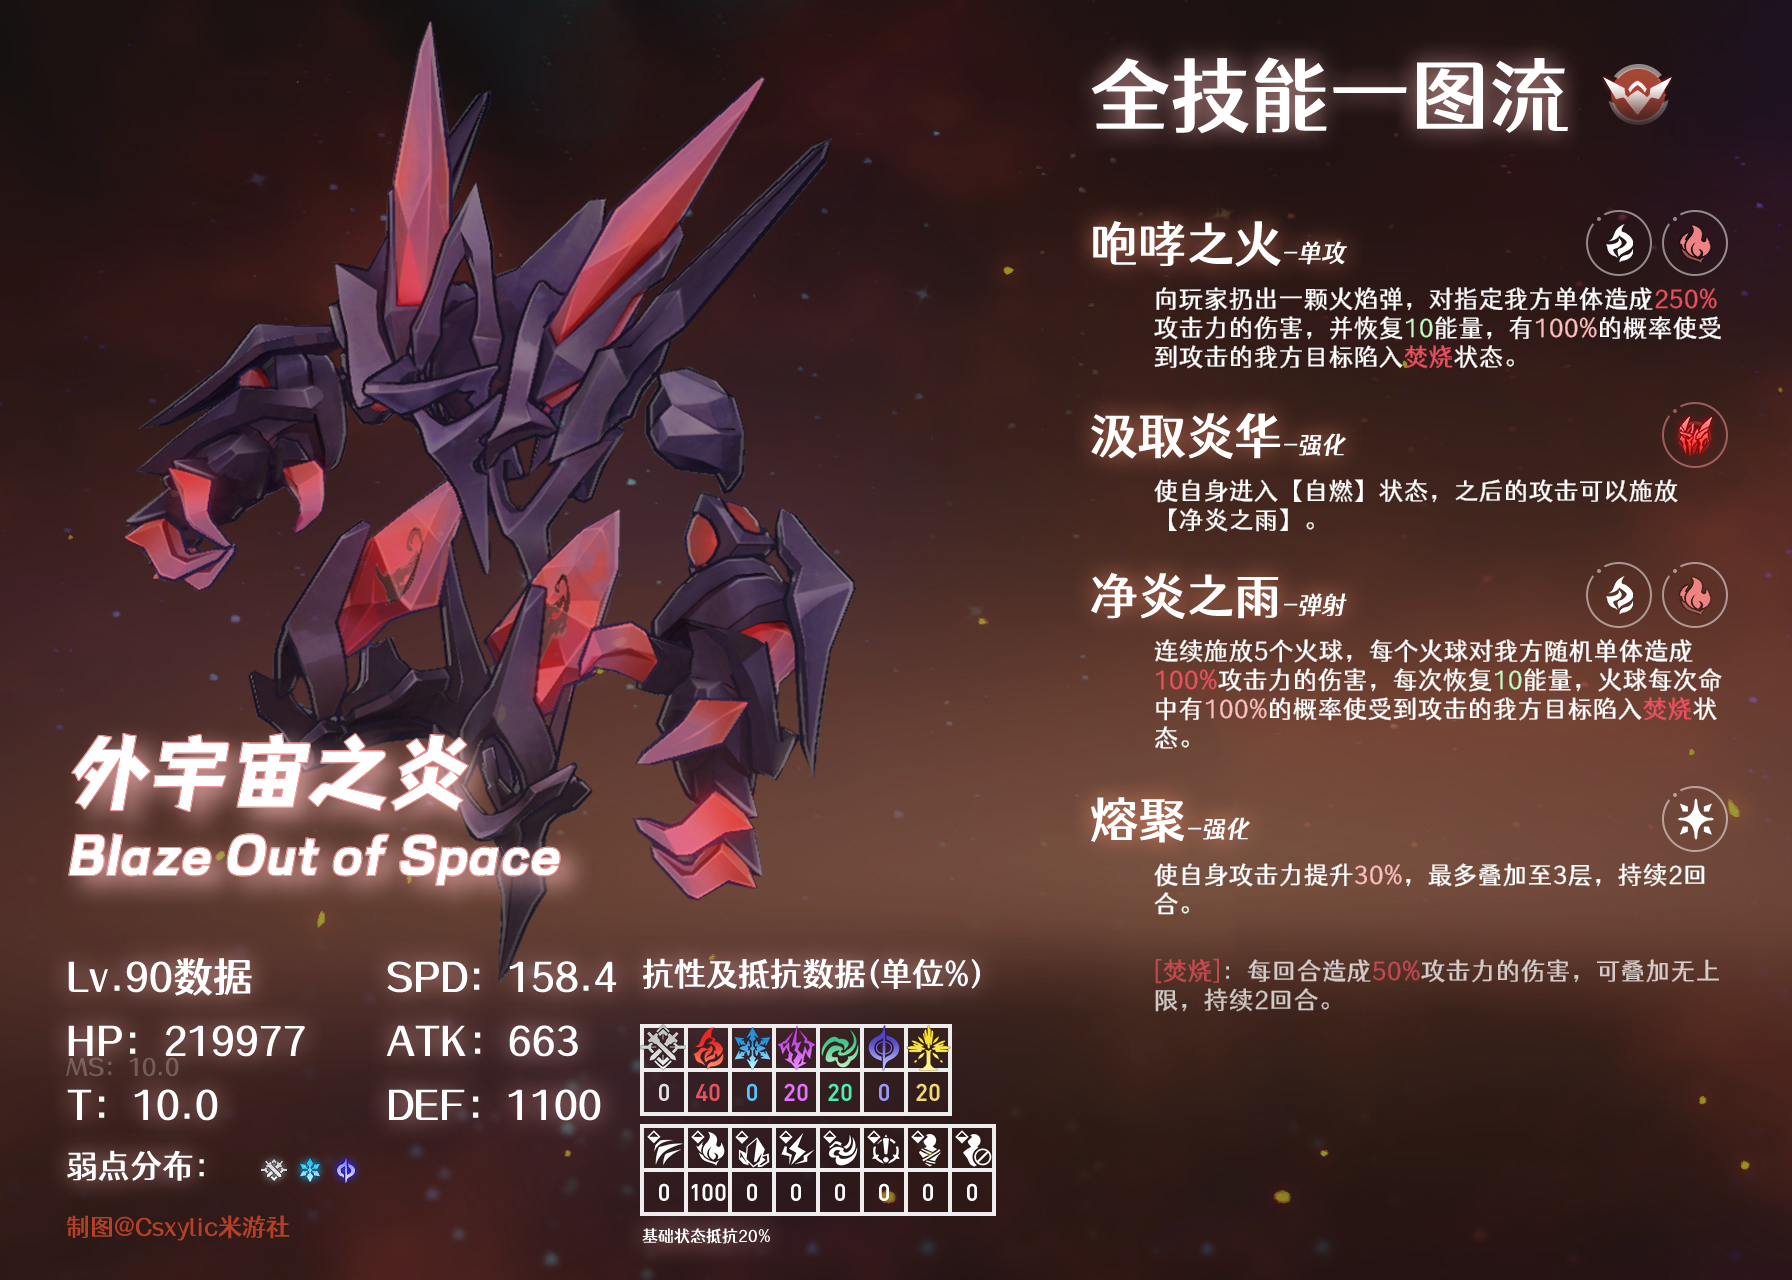 全技能一图流
咆哮之火-单攻
向玩家扔出一颗火焰弹，对指定我方单体造成250%
攻击力的伤害，并恢复10能量，有100%的概率使受
到攻击的我方目标陷入焚烧状态。
汲取炎华-强化
使自身进入【自燃】状态，之后的攻击可以施放
【净炎之雨】。
净炎之雨-弹射
连续施放5个火球，每个火球对我方随机单体造成
100%攻击力的伤害，每次恢复10能量，火球每次命
中有100%的概率使受到攻击的我方目标陷入焚烧状
态。
熔聚-强化
使自身攻击力提升30%，最多叠加至3层，持续2回
合。
[焚烧]：每回合造成50%攻击力的伤害，可叠加无上
限，持续2回合。
外宇宙之炎
Blaze Out of Space
Lv.90数据
SPD：158.4
HP：219977
ATK：663
MS：10.0
T：10.0
DEF：1100
弱点分布：
抗性及抵抗数据(单位%)
0 40 0 20 20 0 20
0 100 0 0 0 0 0 0
基础状态抵抗20%
制图@Csxylic米游社